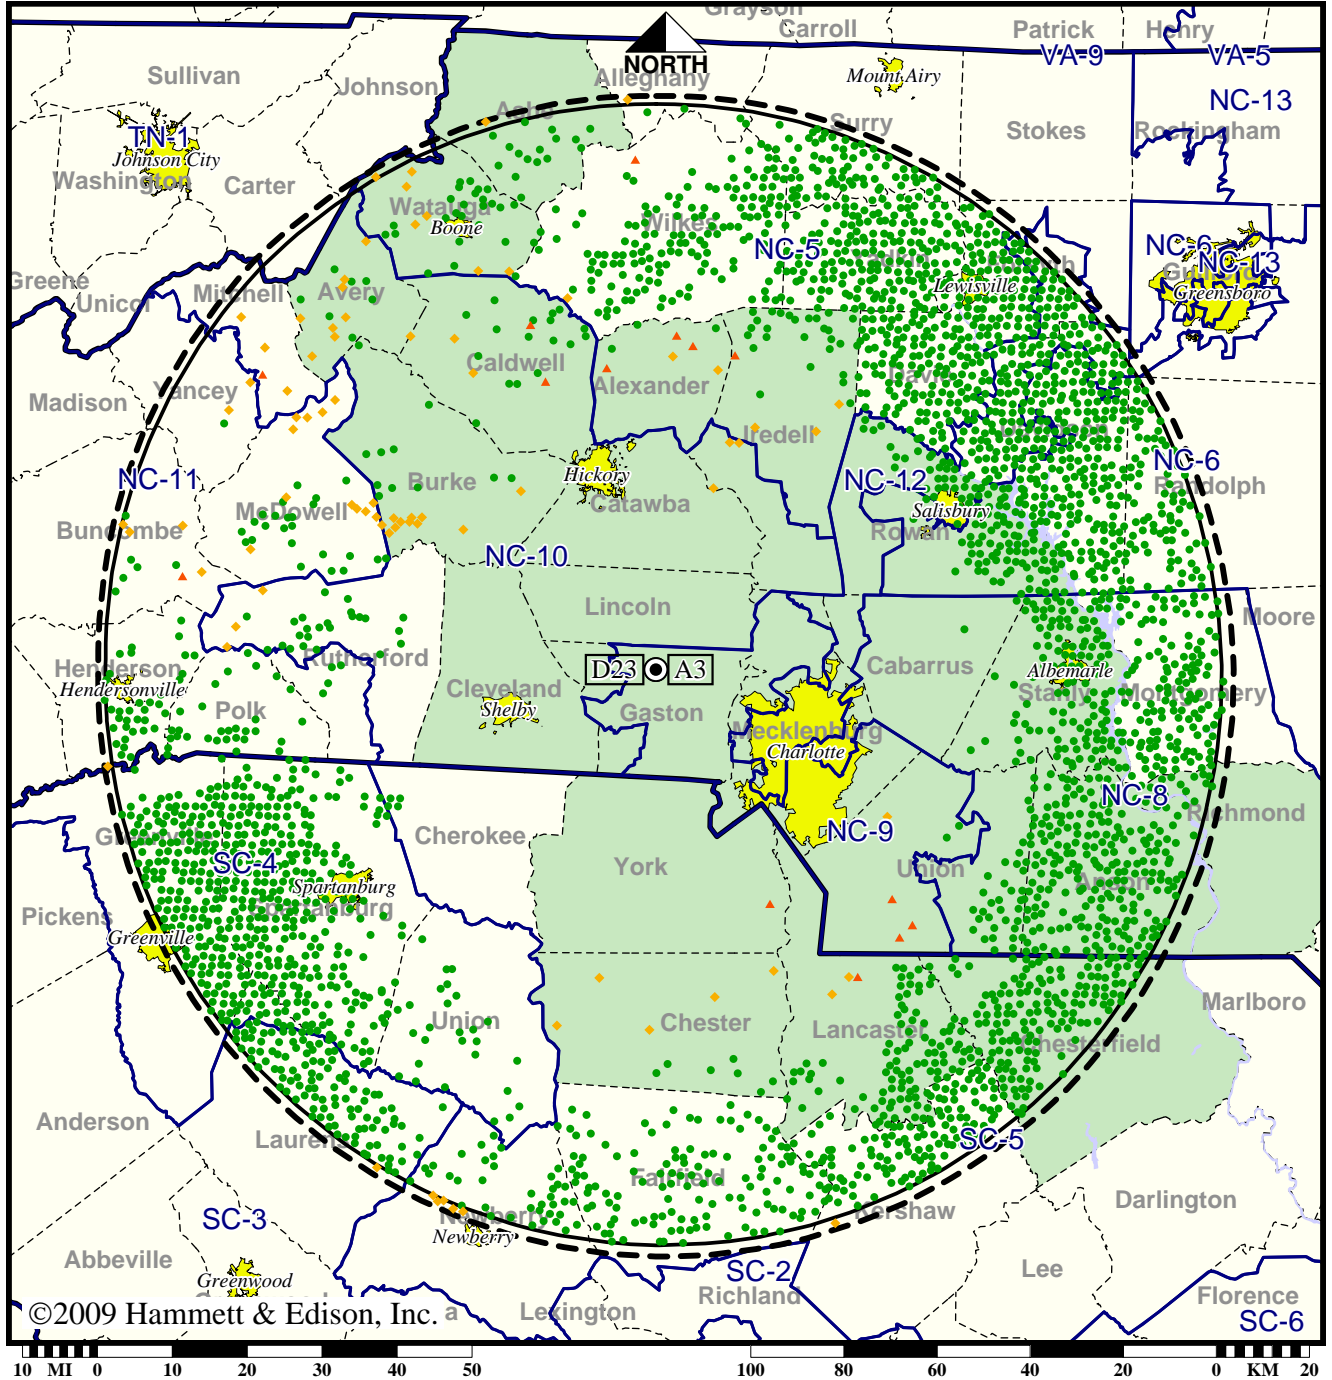 Grayson
Carroll
Patrick
Henry
NORTH
VA-9
VA-5
Sullivan
Johnson
Alleghany
Mount Airy
NC-13
Ashe
Surry
Stokes
Rockingham
TN-1
Johnson City
Washington
Carter
Watauga
Boone
Wilkes
NC-5
NC-6
NC-13
Greensboro
Greene
Unicoi
Mitchell
Avery
Lewisville
Caldwell
Alexander
Davie
Madison
Yancey
Iredell
NC-11
Burke
Hickory
Catawba
NC-12
Salisbury
Rowan
NC-6
Randolph
Buncombe
McDowell
NC-10
Lincoln
Moore
Henderson
Hendersonville
Rutherford
D23
A3
Cabarrus
Albemarle
Stanly
Montgomery
Polk
Cleveland
Shelby
Gaston
Mecklenburg
Charlotte
NC-8
Richmond
Cherokee
NC-9
York
Union
Anson
SC-4
Spartanburg
Spartanburg
Pickens
Greenville
Marlboro
Union
Chester
Lancaster
Chesterfield
Anderson
Laurens
SC-5
Fairfield
Darlington
SC-3
Newberry
Newberry
Kershaw
Abbeville
Greenwood
SC-2
Richland
Lee
Florence
SC-6
©2009 Hammett & Edison, Inc.
a
Lexington
10 MI 0 10 20 30 40 50
100 80 60 40 20 0 KM 20